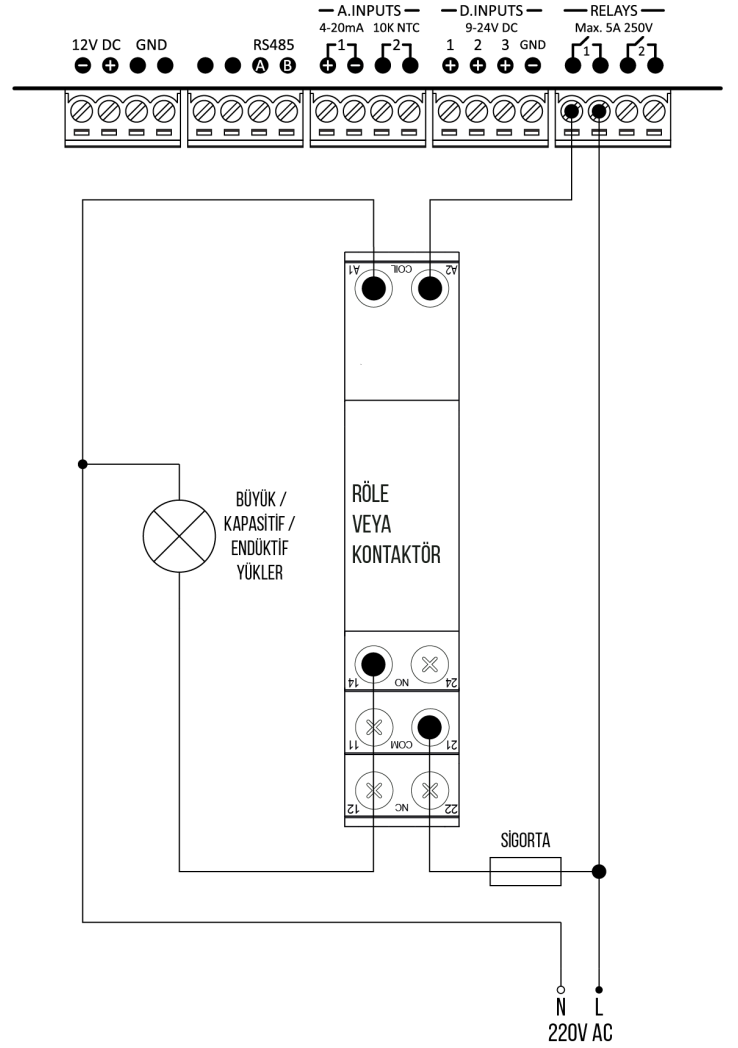 A.INPUTS
D.INPUTS
RELAYS
4-20mA 10K NTC
9-24V DC
Max. 5A 250V
12V DC GND
RS485
1 2
1 2 3 GND
1 2
A B
A1 COIL A2
RÖLE
VEYA
KONTAKTÖR
BÜYÜK /
KAPASİTİF /
ENDÜKTİF
YÜKLER
14 NO 24
11 COM 21
12 NC 22
SİGORTA
N L
220V AC